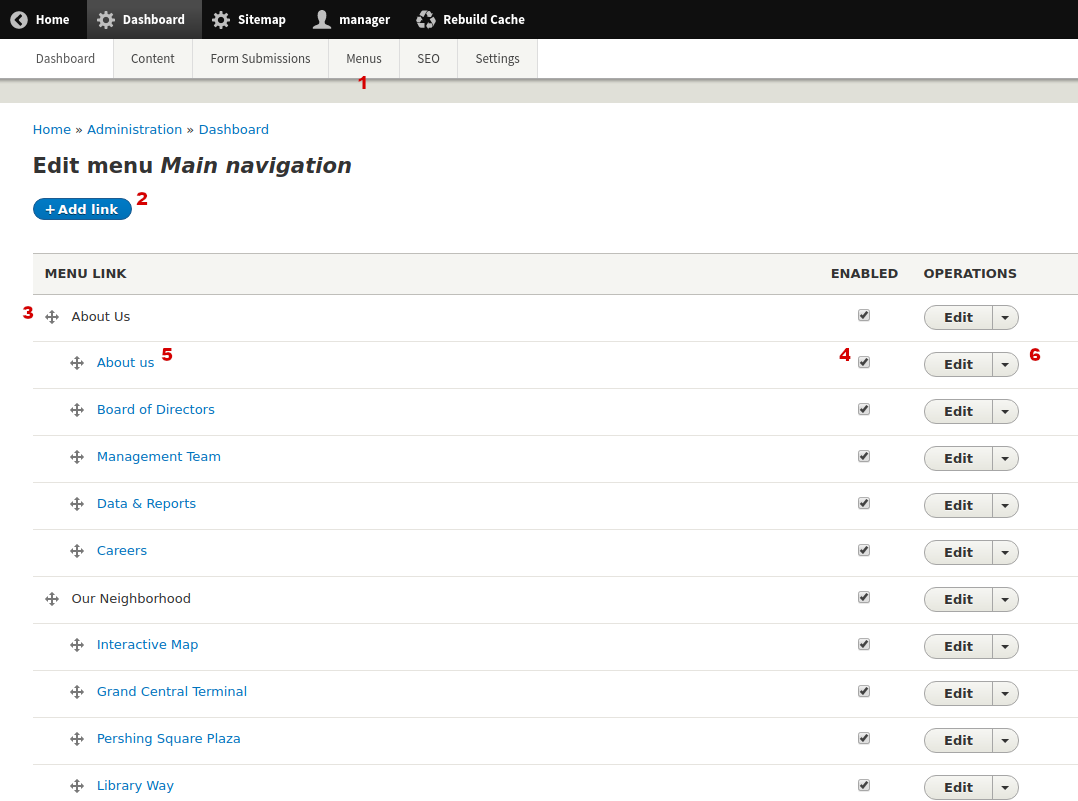 Home Dashboard Sitemap manager Rebuild Cache
Dashboard Content Form Submissions Menus SEO Settings
1
Home » Administration » Dashboard
Edit menu Main navigation
+ Add link 2
MENU LINK ENABLED OPERATIONS
3 About Us Edit
About us 5 4 Edit 6
Board of Directors Edit
Management Team Edit
Data & Reports Edit
Careers Edit
Our Neighborhood Edit
Interactive Map Edit
Grand Central Terminal Edit
Pershing Square Plaza Edit
Library Way Edit